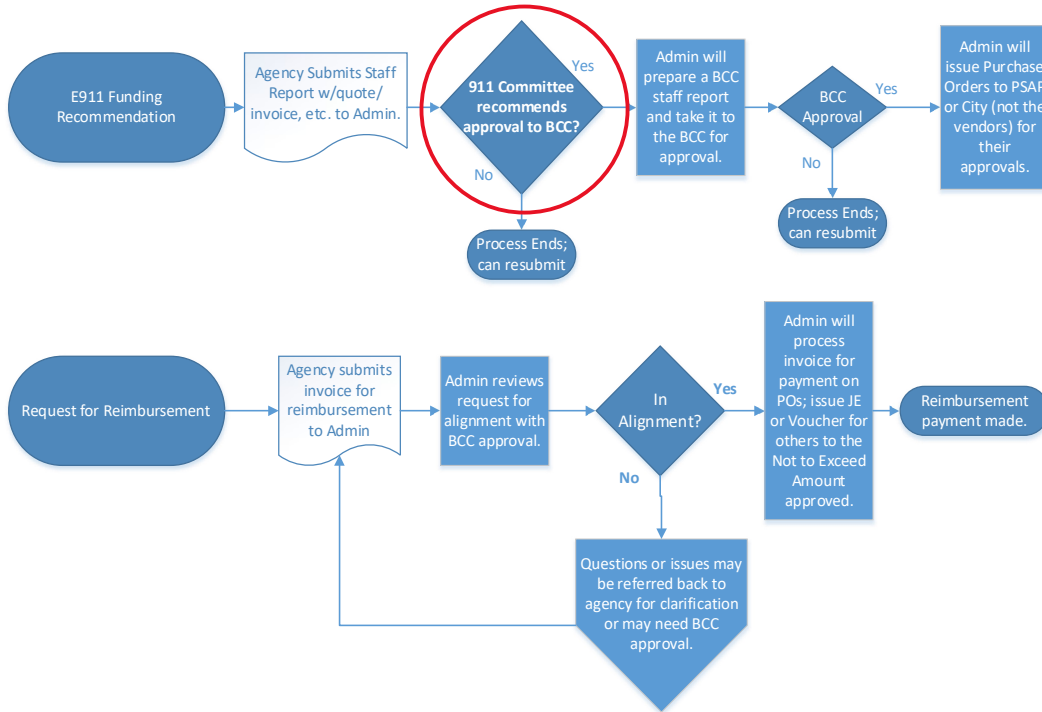 E911 Funding
Recommendation
Agency Submits Staff
Report w/quote/
invoice, etc. to Admin.
911 Committee
recommends
approval to BCC?
Yes
No
Process Ends;
can resubmit
Admin will
prepare a BCC
staff report
and take it to
the BCC for
approval.
BCC
Approval
Yes
No
Process Ends;
can resubmit
Admin will
issue Purchase
Orders to PSAP
or City (not the
vendors) for
their
approvals.
Request for Reimbursement
Agency submits
invoice for
reimbursement
to Admin
Admin reviews
request for
alignment with
BCC approval.
In
Alignment?
Yes
No
Admin will
process
invoice for
payment on
POs; issue JE
or Voucher for
others to the
Not to Exceed
Amount
approved.
Reimbursement
payment made.
Questions or issues may
be referred back to
agency for clarification
or may need BCC
approval.